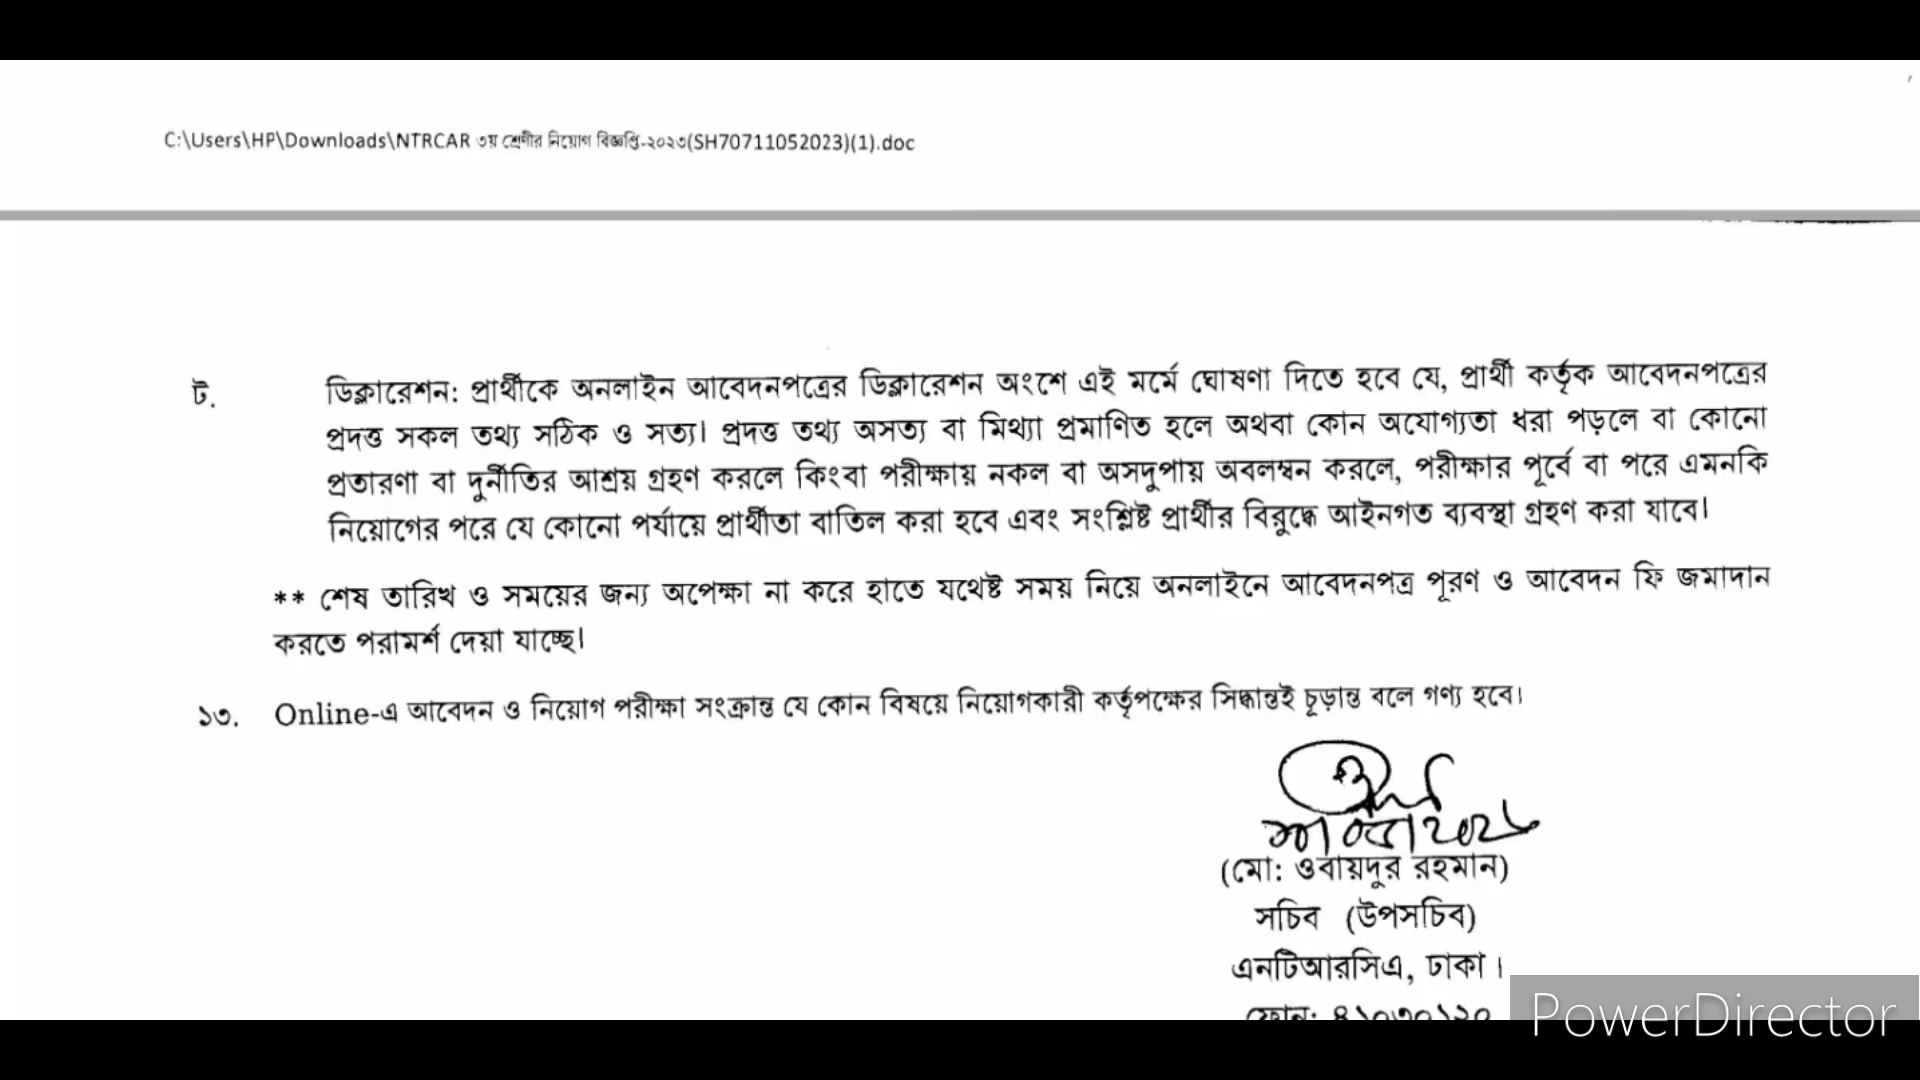 C:\Users\HP\Downloads\NTRCAR ৩য় শ্রেণীর নিয়োগ বিজ্ঞপ্তি-২০২৩(SH70711052023)(1).doc
ট. ডিক্লারেশন: প্রার্থীকে অনলাইন আবেদনপত্রের ডিক্লারেশন অংশে এই মর্মে ঘোষণা দিতে হবে যে, প্রার্থী কর্তৃক আবেদনপত্রের
প্রদত্ত সকল তথ্য সঠিক ও সত্য। প্রদত্ত তথ্য অসত্য বা মিথ্যা প্রমাণিত হলে অথবা কোন অযোগ্যতা ধরা পড়লে বা কোনো
প্রতারণা বা দুর্নীতির আশ্রয় গ্রহণ করলে কিংবা পরীক্ষায় নকল বা অসদুপায় অবলম্বন করলে, পরীক্ষার পূর্বে বা পরে এমনকি
নিয়োগের পরে যে কোনো পর্যায়ে প্রার্থীতা বাতিল করা হবে এবং সংশ্লিষ্ট প্রার্থীর বিরুদ্ধে আইনগত ব্যবস্থা গ্রহণ করা যাবে।
** শেষ তারিখ ও সময়ের জন্য অপেক্ষা না করে হাতে যথেষ্ট সময় নিয়ে অনলাইনে আবেদনপত্র পূরণ ও আবেদন ফি জমাদান
করতে পরামর্শ দেয়া যাচ্ছে।
১৩. Online-এ আবেদন ও নিয়োগ পরীক্ষা সংক্রান্ত যে কোন বিষয়ে নিয়োগকারী কর্তৃপক্ষের সিদ্ধান্তই চূড়ান্ত বলে গণ্য হবে।
(মো: ওবায়দুর রহমান)
সচিব (উপসচিব)
এনটিআরসিএ, ঢাকা।
ফোন: ৪১০৩০১২০
PowerDirector